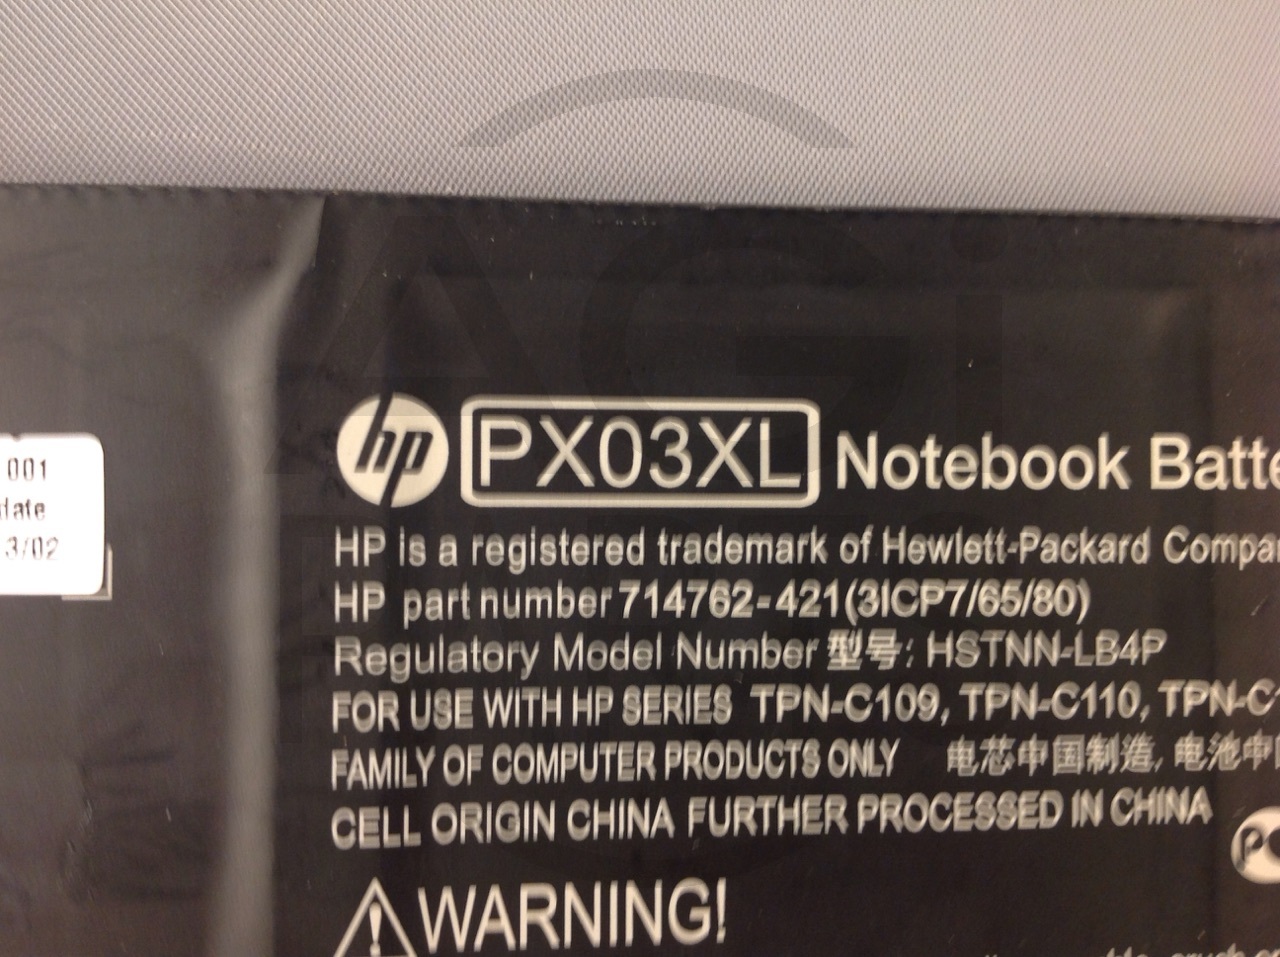 001
date
3/02
hp PX03XL Notebook Batte
HP is a registered trademark of Hewlett-Packard Compa
HP part number 714762-421(3ICP7/65/80)
Regulatory Model Number 型号: HSTNN-LB4P
FOR USE WITH HP SERIES TPN-C109, TPN-C110, TPN-C
FAMILY OF COMPUTER PRODUCTS ONLY 电芯中国制造, 电池中
CELL ORIGIN CHINA FURTHER PROCESSED IN CHINA
WARNING!